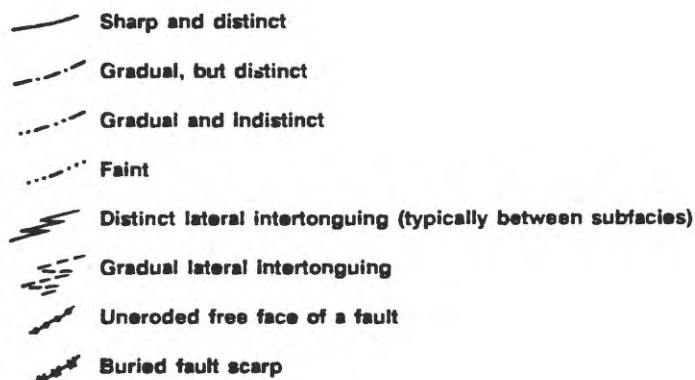 Sharp and distinct
Gradual, but distinct
Gradual and indistinct
Faint
Distinct lateral intertonguing (typically between subfacies)
Gradual lateral intertonguing
Uneroded free face of a fault
Buried fault scarp